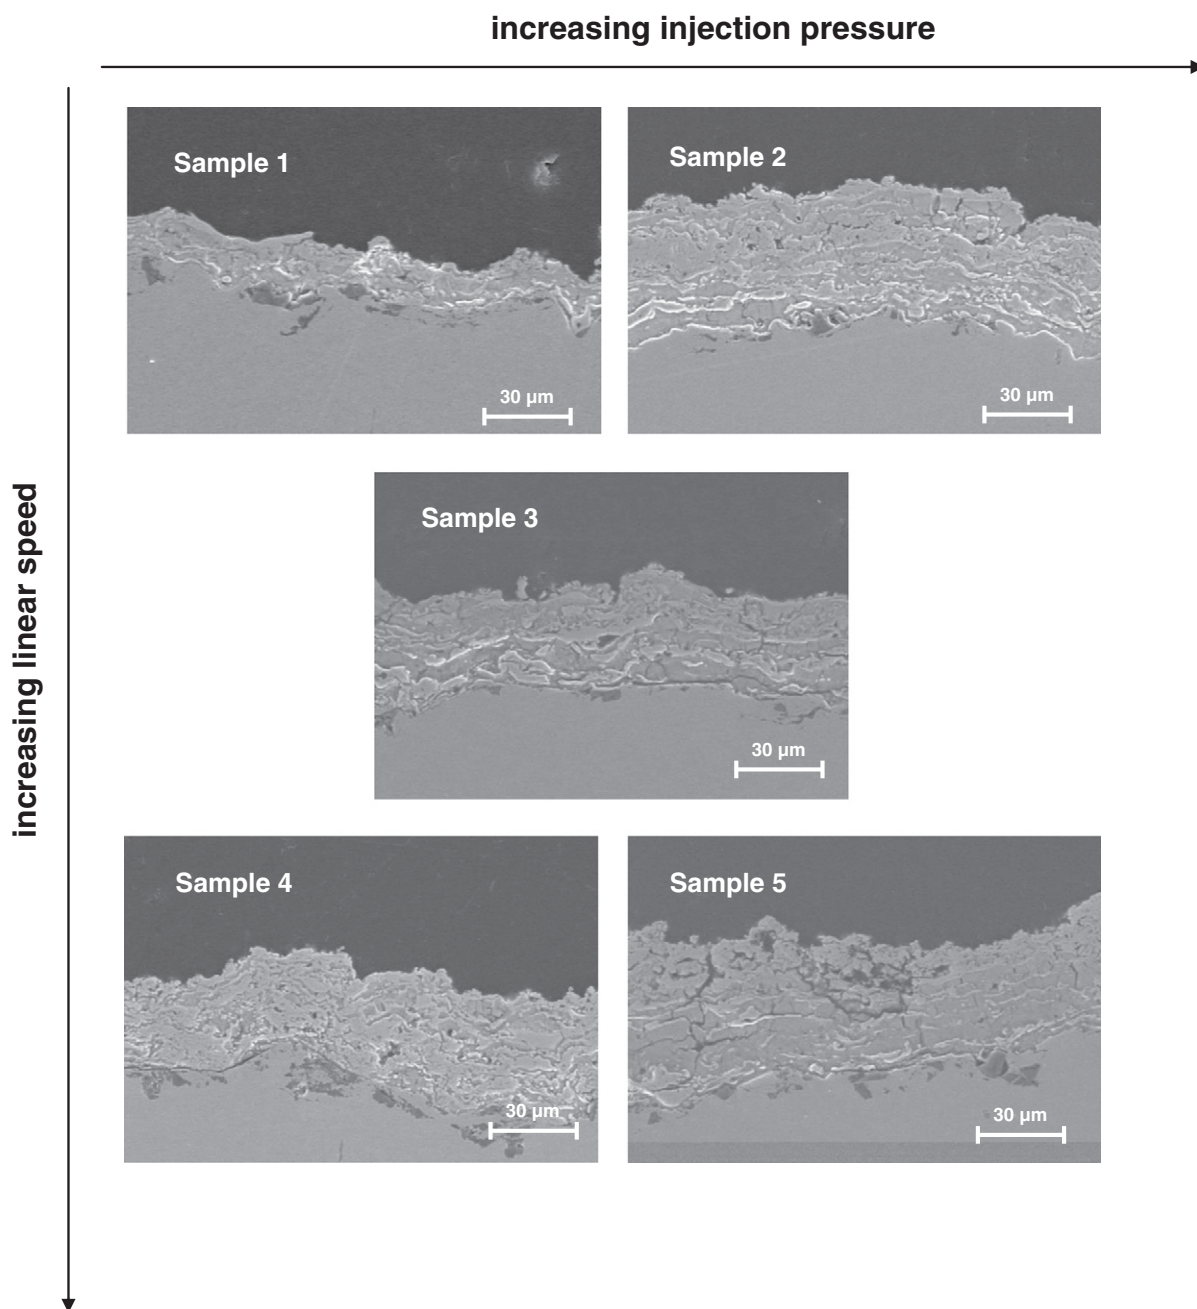 increasing injection pressure
increasing linear speed
Sample 1
30 μm
Sample 2
30 μm
Sample 3
30 μm
Sample 4
30 μm
Sample 5
30 μm